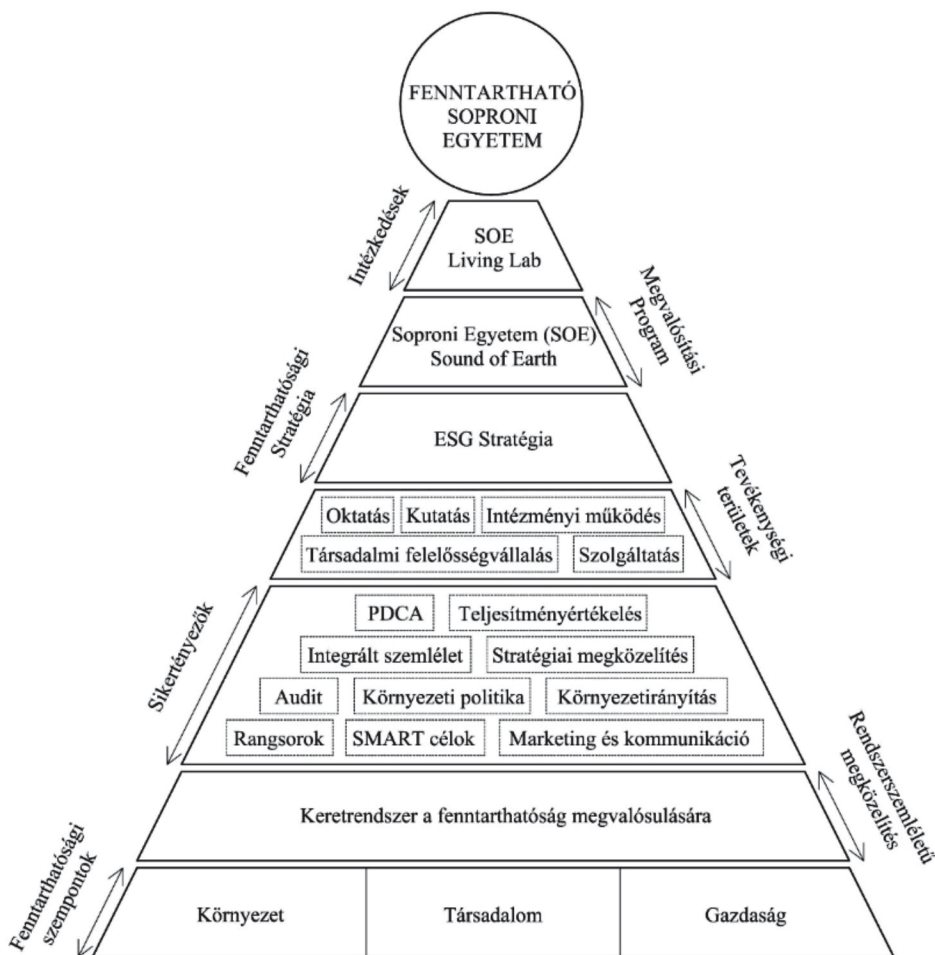 FENNTARTHATÓ
SOPRONI
EGYETEM
Intézkedések
SOE
Living Lab
Megvalósítási
Program
Soproni Egyetem (SOE)
Sound of Earth
Fenntarthatósági
Stratégia
ESG Stratégia
Tevékenységi
területek
Oktatás Kutatás Intézményi működés
Társadalmi felelősségvállalás Szolgáltatás
Sikertényezők
PDCA Teljesítményértékelés
Integrált szemlélet Stratégiai megközelítés
Audit Környezeti politika Környezetirányítás
Rangsorok SMART célok Marketing és kommunikáció
Rendszerszemléletű
megközelítés
Keretrendszer a fenntarthatóság megvalósulására
Fenntarthatósági
szempontok
Környezet Társadalom Gazdaság